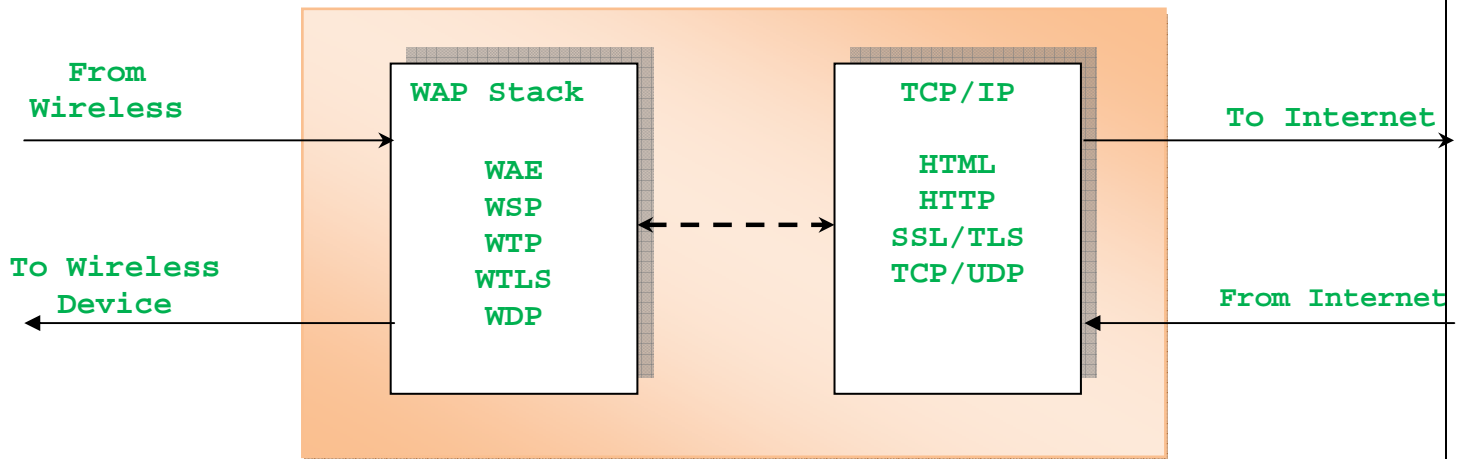 From
Wireless
To Wireless
Device
WAP Stack
WAE
WSP
WTP
WTLS
WDP
TCP/IP
HTML
HTTP
SSL/TLS
TCP/UDP
To Internet
From Internet